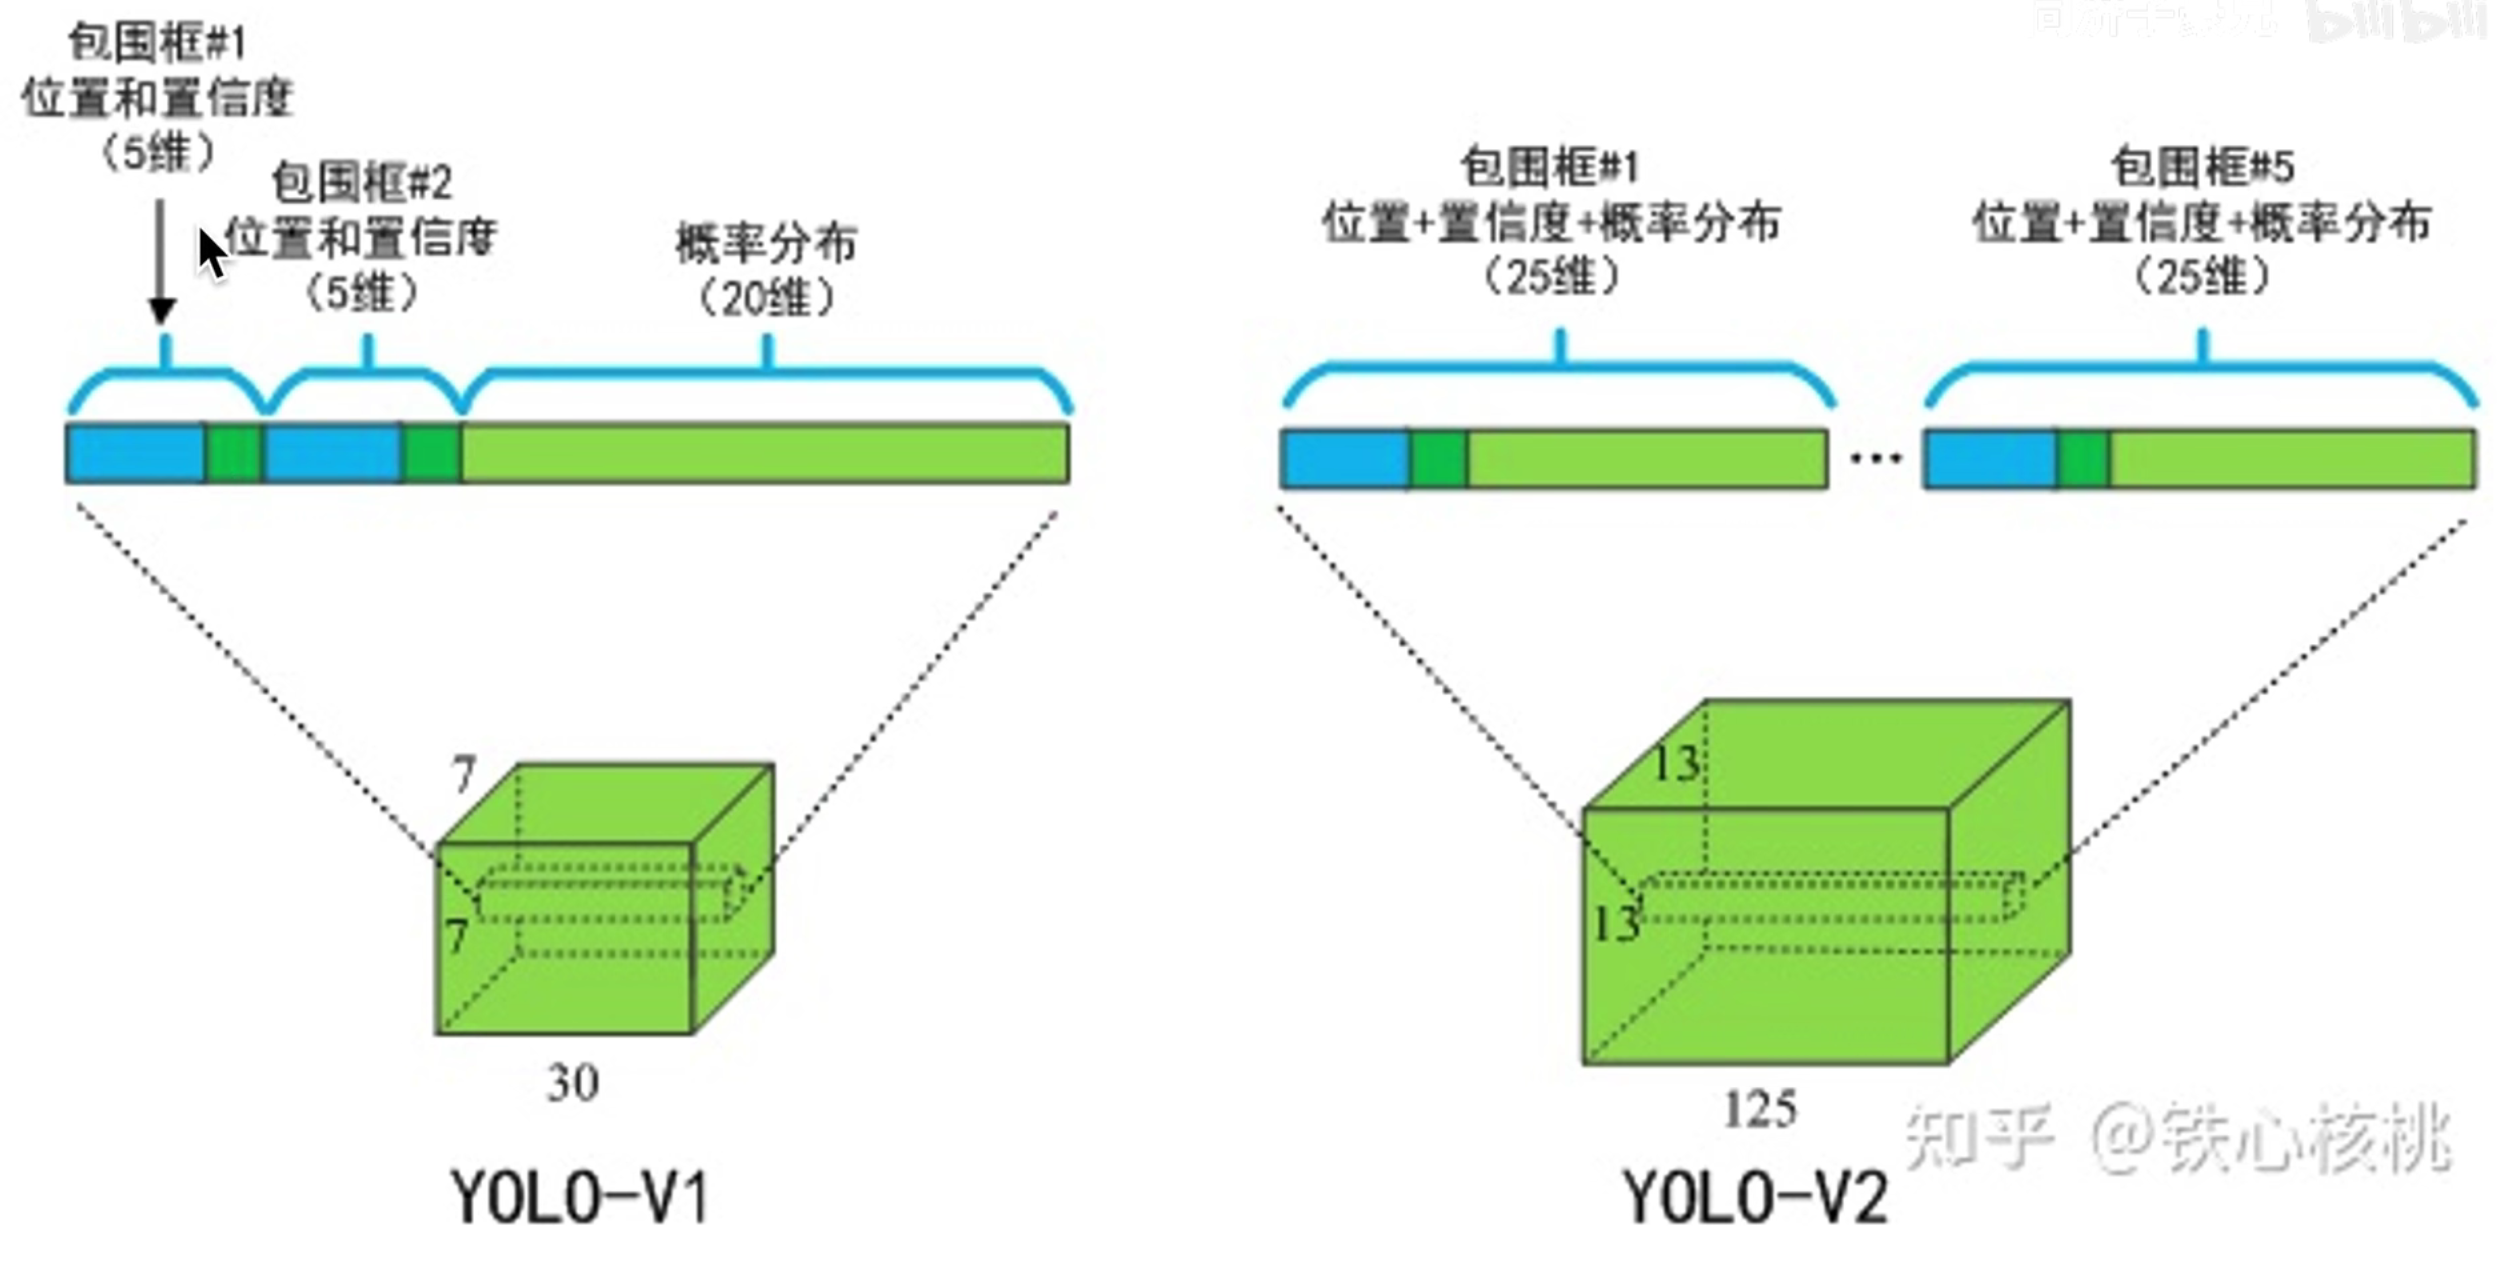 包围框#1
位置和置信度
（5维）
包围框#2
位置和置信度
（5维）
概率分布
（20维）
7
7
30
YOLO-V1
bilibili
包围框#1
位置+置信度+概率分布
（25维）
包围框#5
位置+置信度+概率分布
（25维）
...
13
13
125
YOLO-V2
知乎 @铁心核桃